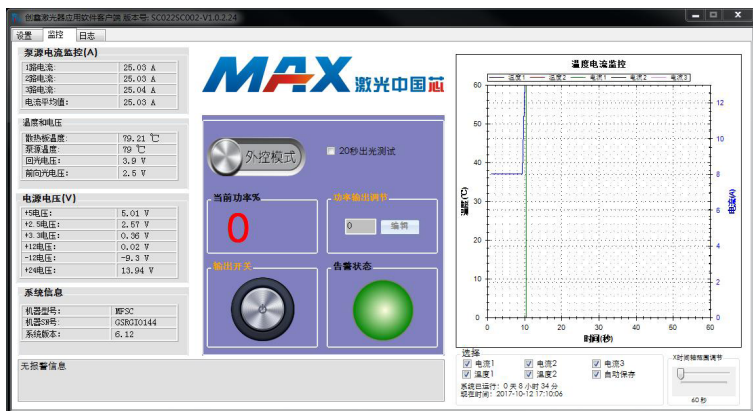 创鑫激光器应用软件客户端 版本号: SC022SC002-V1.0.2.24
设置 监控 日志
泵源电流监控(A)
1路电流: 25.03 A
2路电流: 25.03 A
3路电流: 25.04 A
电流平均值: 25.03 A
温度和电压
散热板温度: 79.21 ℃
泵源温度: 79 ℃
回光电压: 3.9 V
前向光电压: 2.5 V
电源电压(V)
+5电压: 5.01 V
+2.5电压: 2.57 V
+3.3电压: 0.36 V
+12电压: 0.02 V
-12电压: -9.3 V
+24电压: 13.94 V
系统信息
机器型号: MFSC
机器SN号: GSRGIO144
系统版本: 6.12
无报警信息
MAX 激光中国芯
外控模式 20秒出光测试
当前功率% 功率输出调节
0 0 编辑
输出开关 告警状态
温度电流监控
温度1 温度2 电流1 电流2 电流3
60
50
40
30
20
10
0
温度(℃)
12
10
8
6
4
2
0
电流(A)
0 10 20 30 40 50 60
时间(秒)
选择
电流1 电流2 电流3
温度1 温度2 自动保存
系统已运行: 0 天 8 小时 34 分
现在时间: 2017-10-12 17:10:06
X时间轴范围调节
60秒